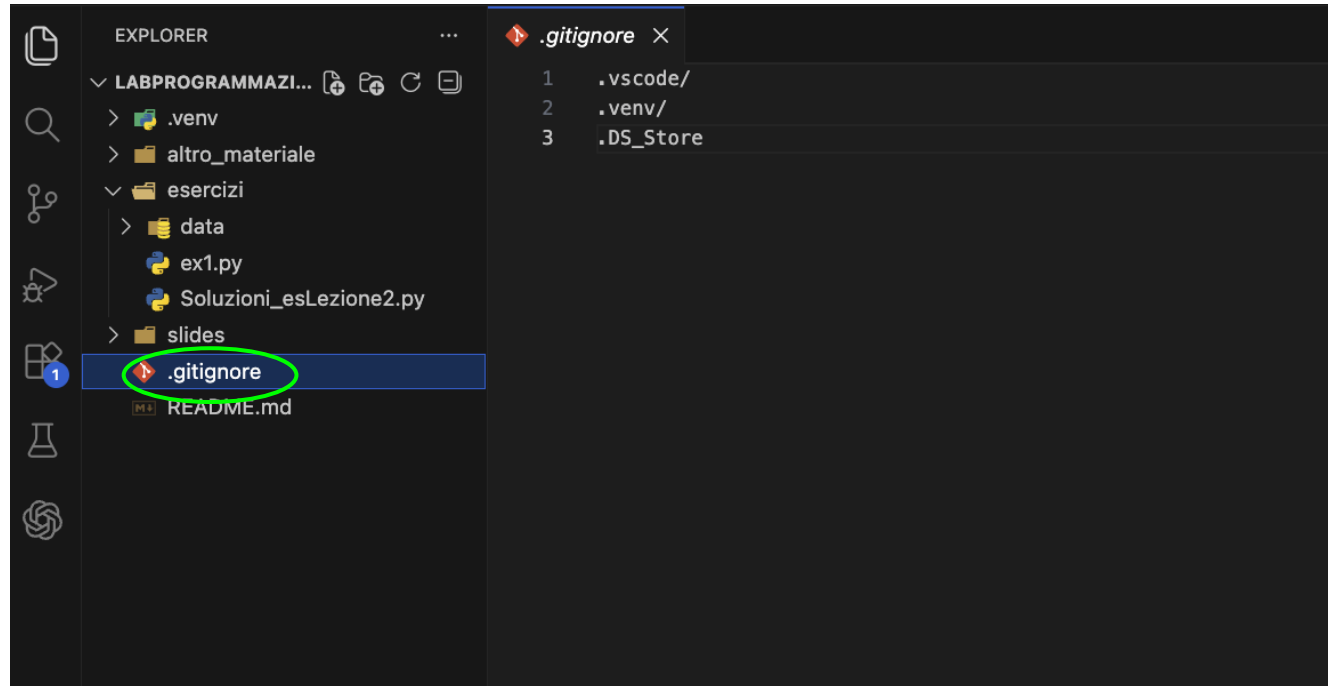 EXPLORER
LABPROGRAMMAZI...
.venv
altro_materiale
esercizi
data
ex1.py
Soluzioni_esLezione2.py
slides
.gitignore
README.md
1
.gitignore
1 .vscode/
2 .venv/
3 .DS_Store